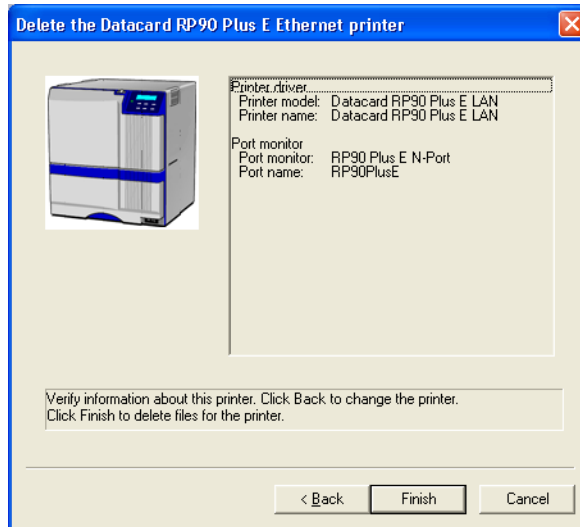 Delete the Datacard RP90 Plus E Ethernet printer
Printer driver
Printer model: Datacard RP90 Plus E LAN
Printer name: Datacard RP90 Plus E LAN
Port monitor
Port monitor: RP90 Plus E N-Port
Port name: RP90PlusE
Verify information about this printer. Click Back to change the printer.
Click Finish to delete files for the printer.
< Back Finish Cancel